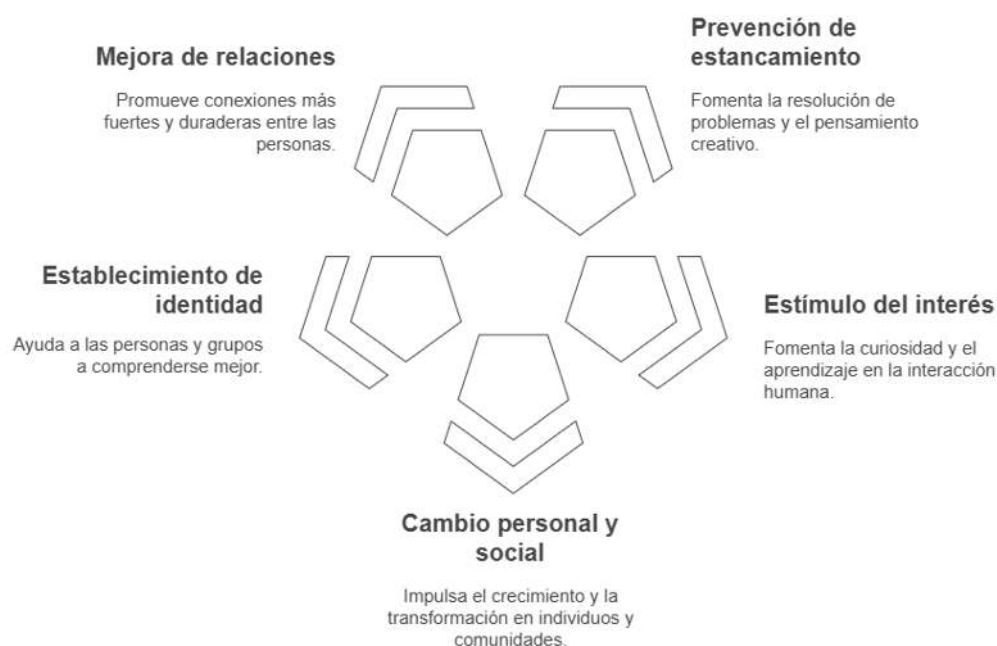 Mejora de relaciones
Promueve conexiones más
fuertes y duraderas entre las
personas.
Prevención de
estancamiento
Fomenta la resolución de
problemas y el pensamiento
creativo.
Establecimiento de
identidad
Ayuda a las personas y grupos
a comprenderse mejor.
Estímulo del interés
Fomenta la curiosidad y el
aprendizaje en la interacción
humana.
Cambio personal y
social
Impulsa el crecimiento y la
transformación en individuos y
comunidades.